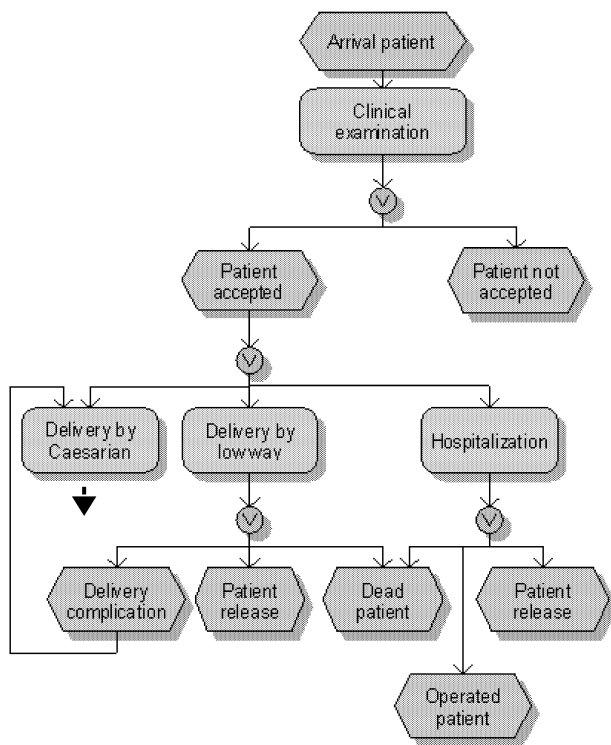 Arrival patient
Clinical
examination
V
Patient
accepted
Patient not
accepted
V
Delivery by
Caesarian
Delivery by
low way
Hospitalization
V
V
Delivery
complication
Patient
release
Dead
patient
Patient
release
Operated
patient